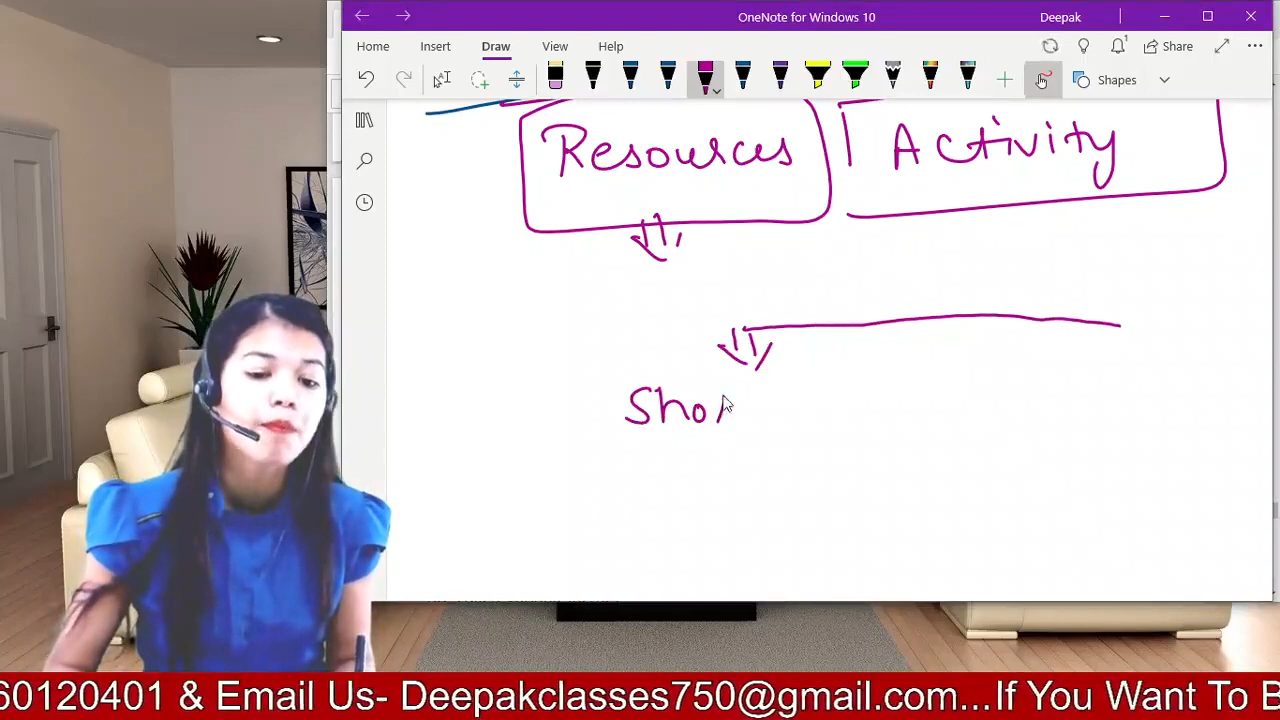 OneNote for Windows 10
Deepak
Home Insert Draw View Help
Share
Shapes
Resources
Activity
Sho
60120401 & Email Us- Deepakclasses750@gmail.com...If You Want To B